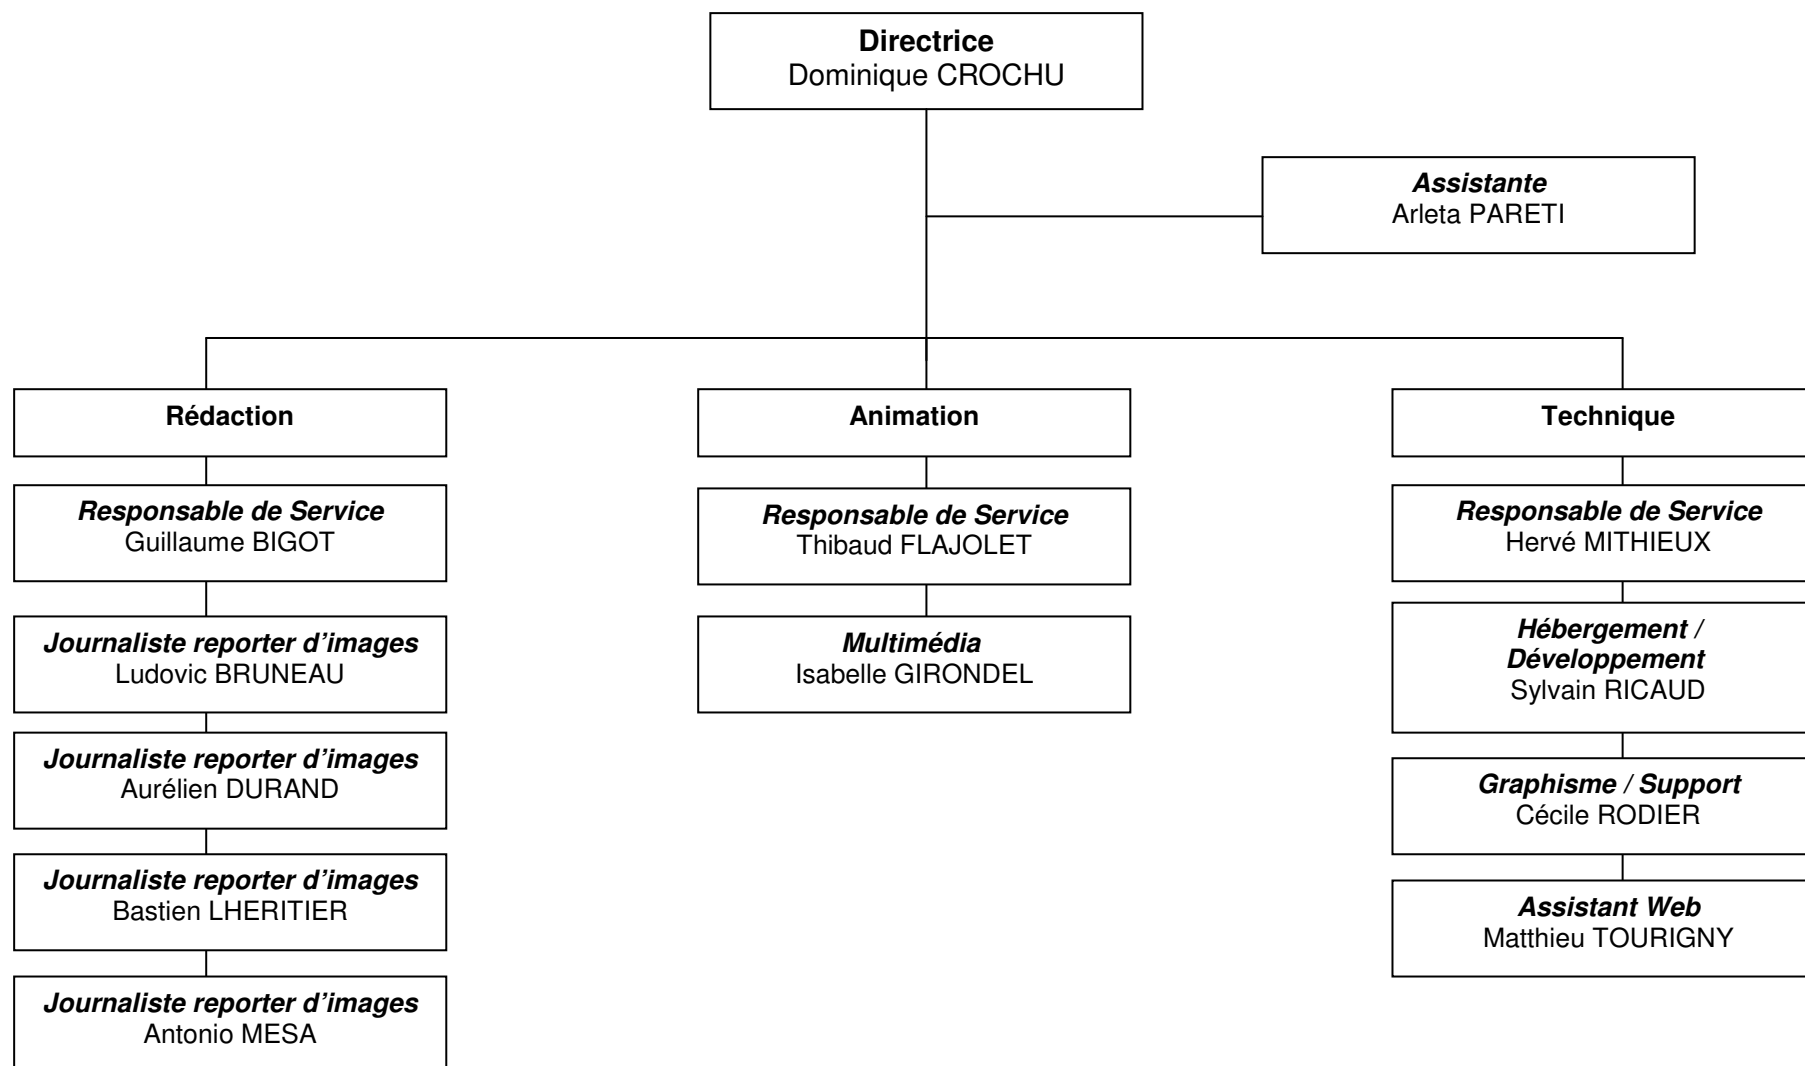 Directrice
Dominique CROCHU
Assistante
Arleta PARETI
Rédaction
Responsable de Service
Guillaume BIGOT
Journaliste reporter d’images
Ludovic BRUNEAU
Journaliste reporter d’images
Aurélien DURAND
Journaliste reporter d’images
Bastien LHERITIER
Journaliste reporter d’images
Antonio MESA
Animation
Responsable de Service
Thibaud FLAJOLET
Multimédia
Isabelle GIRONDEL
Technique
Responsable de Service
Hervé MITHIEUX
Hébergement /
Développement
Sylvain RICAUD
Graphisme / Support
Cécile RODIER
Assistant Web
Matthieu TOURIGNY